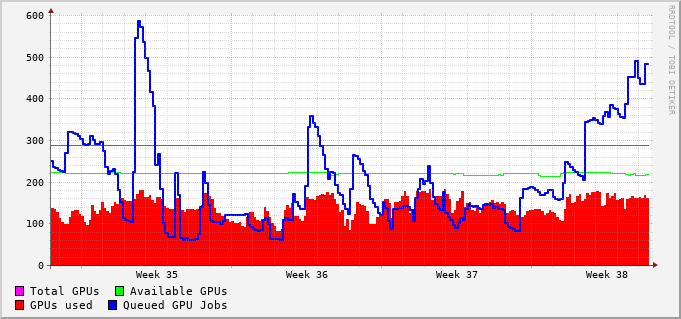 600
500
400
300
200
100
0
Week 35 Week 36 Week 37 Week 38
Total GPUs Available GPUs
GPUs used Queued GPU Jobs
RRDTOOL / TOBI OETIKER